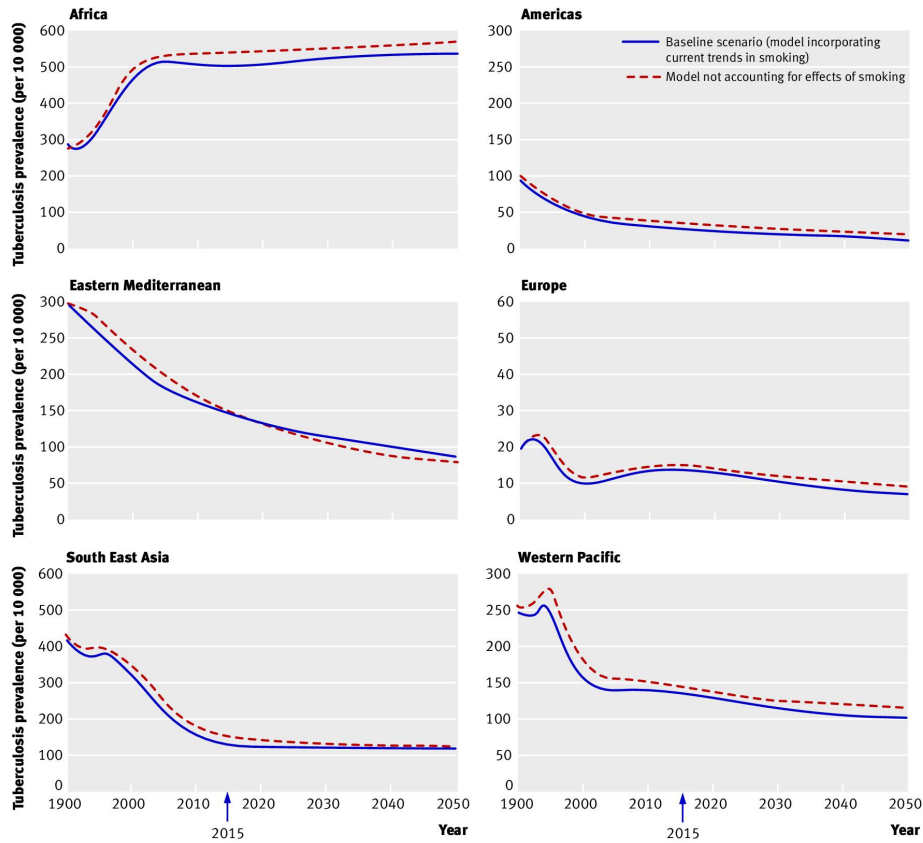 Africa
Tuberculosis prevalence (per 10 000)
600
500
400
300
200
100
0
Americas
300
250
200
150
100
50
0
Baseline scenario (model incorporating
current trends in smoking)
Model not accounting for effects of smoking
Eastern Mediterranean
Tuberculosis prevalence (per 10 000)
300
250
200
150
100
50
0
Europe
60
50
40
30
20
10
0
South East Asia
Tuberculosis prevalence (per 10 000)
600
500
400
300
200
100
0
1900 2000 2010 2020 2030 2040 2050
2015
Year
Western Pacific
300
250
200
150
100
50
0
1900 2000 2010 2020 2030 2040 2050
2015
Year